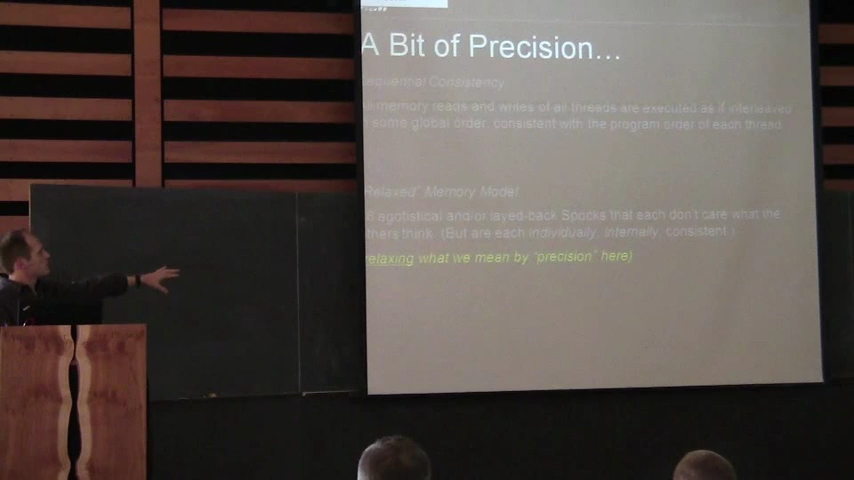 A Bit of Precision…
Sequential Consistency
memory reads and writes of all threads are executed as if interleaved
some global order, consistent with the program order of each thread
"Relaxed" Memory Model
agotistical and/or layed-back Spocks that each don't care what the
others think. (But are each individually, internally, consistent.)
relaxing what we mean by "precision" here)